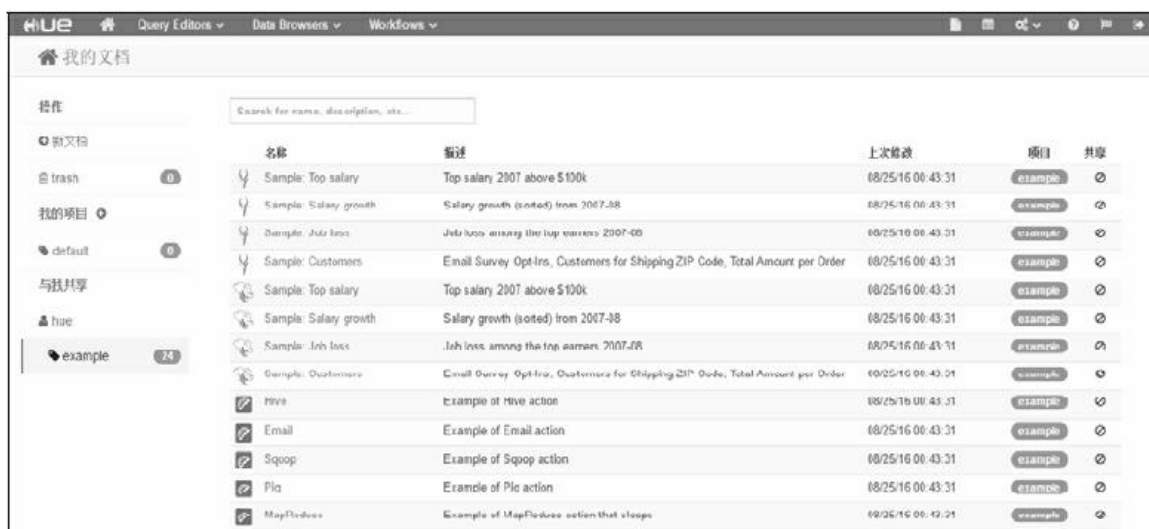 HUE Query Editors Data Browsers Workflows
我的文档
操作
Search for name, description, etc...
新文档
名称 描述 上次修改 项目 共享
trash 0
Sample: Top salary Top salary 2007 above $100k 08/25/16 00:43:31 example
我的项目
Sample: Salary growth Salary growth (sorted) from 2007-08 08/25/16 00:43:31 example
Sample: Job loss Job loss among the top earners 2007-08 08/25/16 00:43:31 example
default 0
Sample: Customers Email Survey Opt-Ins, Customers for Shipping ZIP Code, Total Amount per Order 08/25/16 00:43:31 example
与我共享
Sample: Top salary Top salary 2007 above $100k 08/25/16 00:43:31 example
hue
Sample: Salary growth Salary growth (sorted) from 2007-08 08/25/16 00:43:31 example
example 24
Sample: Job loss Job loss among the top earners 2007-08 08/25/16 00:43:31 example
Sample: Customers Email Survey Opt-Ins, Customers for Shipping ZIP Code, Total Amount per Order 08/25/16 00:43:31 example
Hive Example of Hive action 08/25/16 00:43:31 example
Email Example of Email action 08/25/16 00:43:31 example
Sqoop Example of Sqoop action 08/25/16 00:43:31 example
Pig Example of Pig action 08/25/16 00:43:31 example
MapReduce Example of MapReduce action that sleeps 08/25/16 00:43:31 example